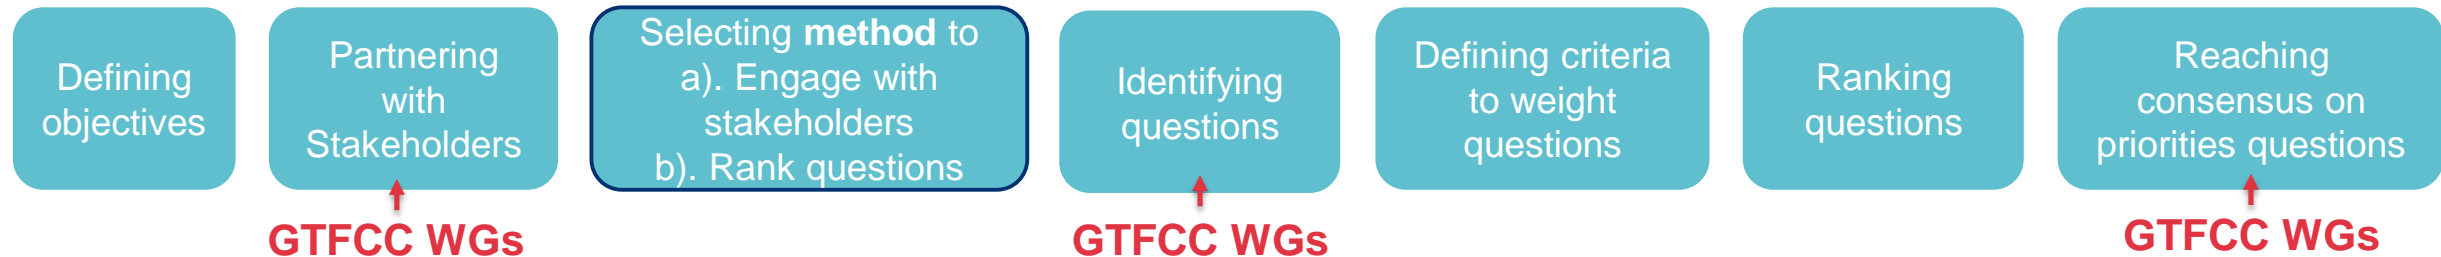 Defining
objectives
Partnering
with
Stakeholders
GTFCC WGs
Selecting method to
a). Engage with
stakeholders
b). Rank questions
Identifying
questions
GTFCC WGs
Defining criteria
to weight
questions
Ranking
questions
Reaching
consensus on
priorities questions
GTFCC WGs